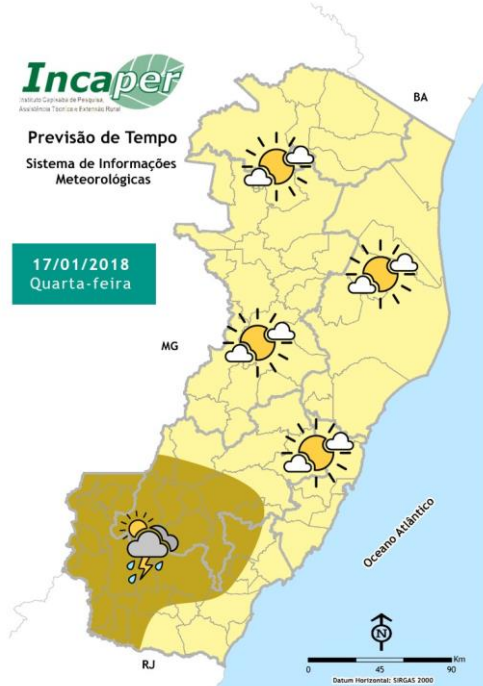 Incaper
Instituto Capixaba de Pesquisa,
Assistência Técnica e Extensão Rural
Previsão de Tempo
Sistema de Informações
Meteorológicas
17/01/2018
Quarta-feira
BA
MG
Oceano Atlântico
RJ
N
0 45 90 Km
Datum Horizontal: SIRGAS 2000